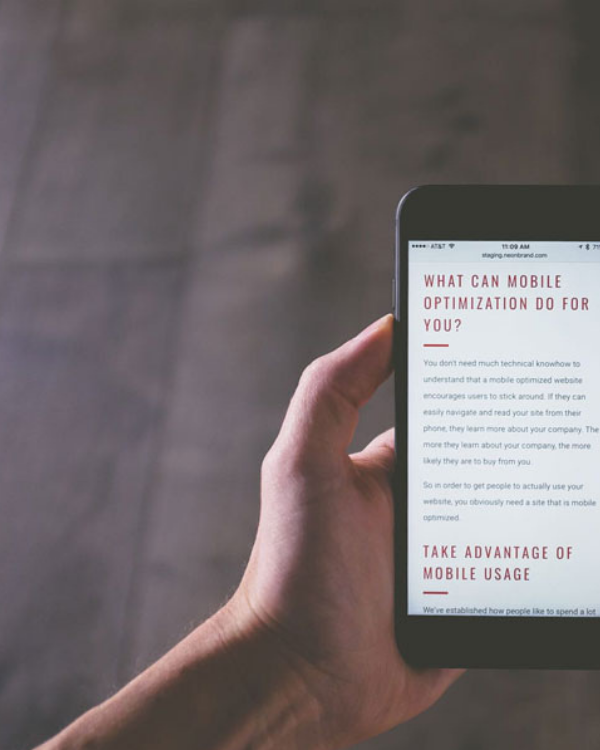 AT&T 11:09 AM
staging.neonbrand.com
WHAT CAN MOBILE
OPTIMIZATION DO FOR
YOU?
You don't need much technical knowhow to
understand that a mobile optimized website
encourages users to stick around. If they can
easily navigate and read your site from their
phone, they learn more about your company. The
more they learn about your company, the more
likely they are to buy from you.
So in order to get people to actually use your
website, you obviously need a site that is mobile
optimized.
TAKE ADVANTAGE OF
MOBILE USAGE
We've established how people like to spend a lot